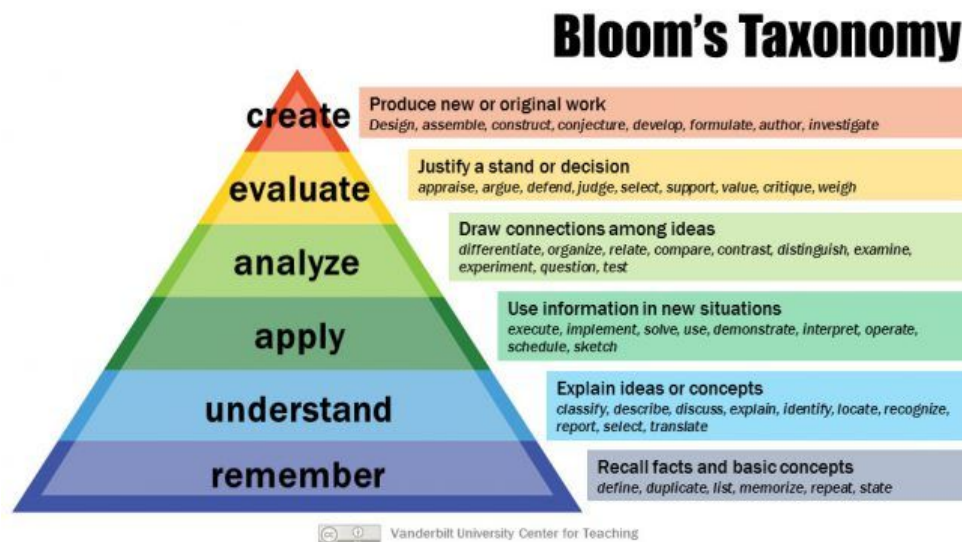 Bloom's Taxonomy
create
Produce new or original work
Design, assemble, construct, conjecture, develop, formulate, author, investigate
evaluate
Justify a stand or decision
appraise, argue, defend, judge, select, support, value, critique, weigh
analyze
Draw connections among ideas
differentiate, organize, relate, compare, contrast, distinguish, examine,
experiment, question, test
apply
Use information in new situations
execute, implement, solve, use, demonstrate, interpret, operate,
schedule, sketch
understand
Explain ideas or concepts
classify, describe, discuss, explain, identify, locate, recognize,
report, select, translate
remember
Recall facts and basic concepts
define, duplicate, list, memorize, repeat, state
cc Vanderbilt University Center for Teaching